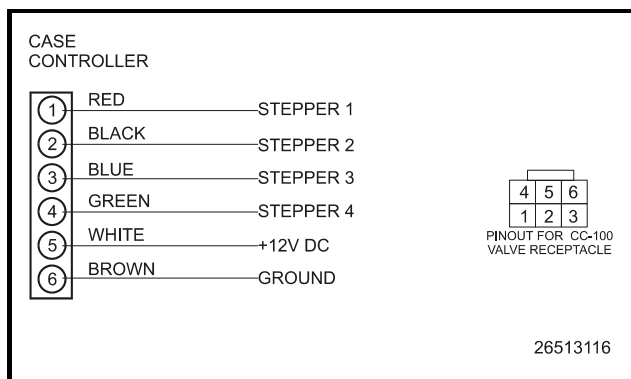 CASE
CONTROLLER
1 RED STEPPER 1
2 BLACK STEPPER 2
3 BLUE STEPPER 3
4 GREEN STEPPER 4
5 WHITE +12V DC
6 BROWN GROUND
4 5 6
1 2 3
PINOUT FOR CC-100
VALVE RECEPTACLE
26513116